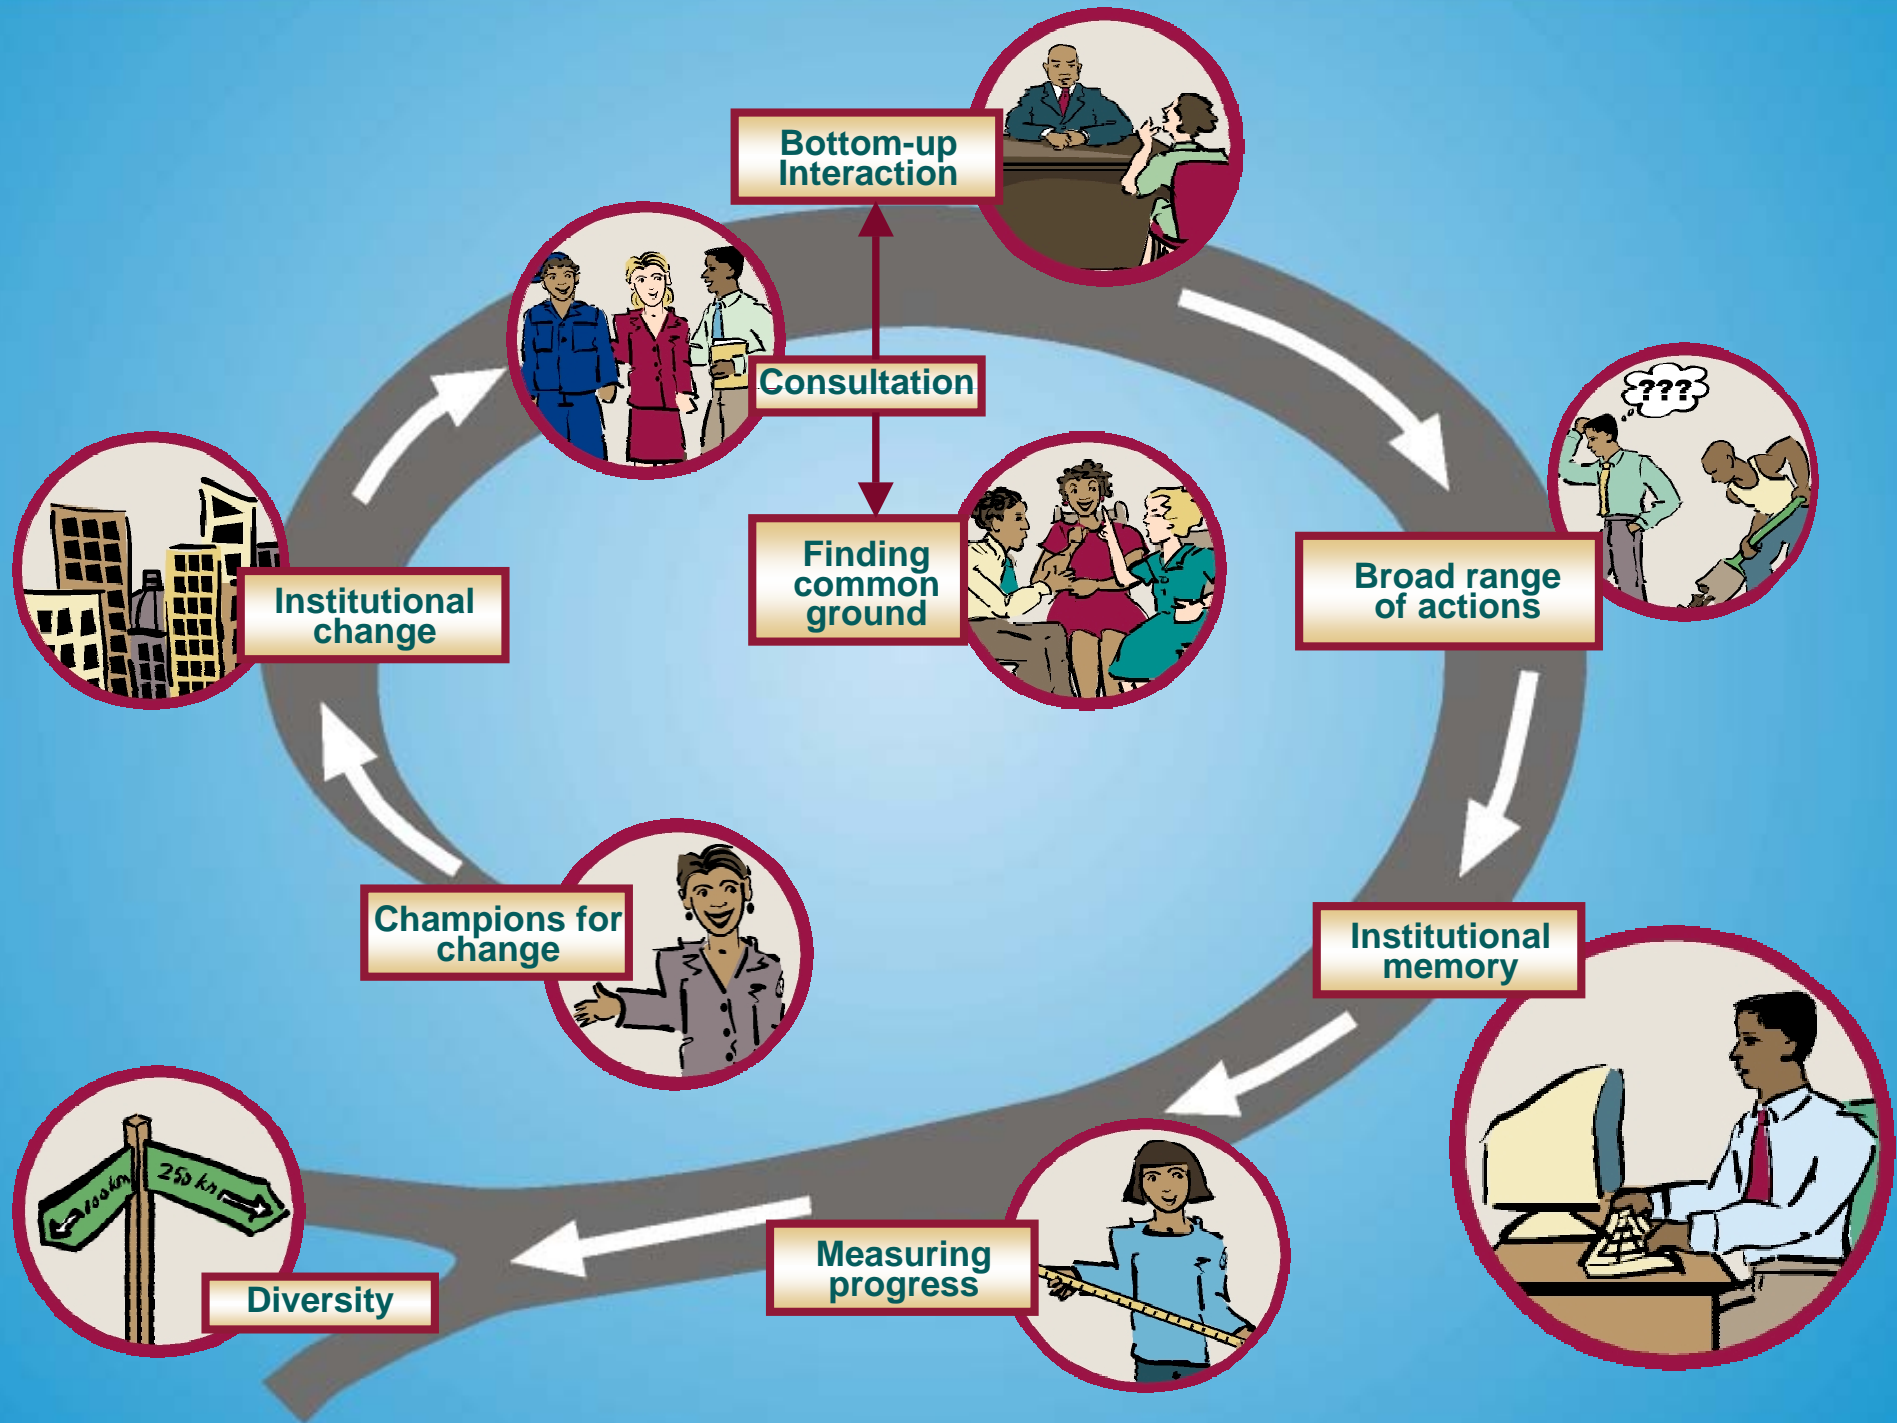 Bottom-up
Interaction
Consultation
???
Finding
common
ground
Broad range
of actions
Institutional
change
Champions for
change
Institutional
memory
100km
250 km
Measuring
progress
Diversity